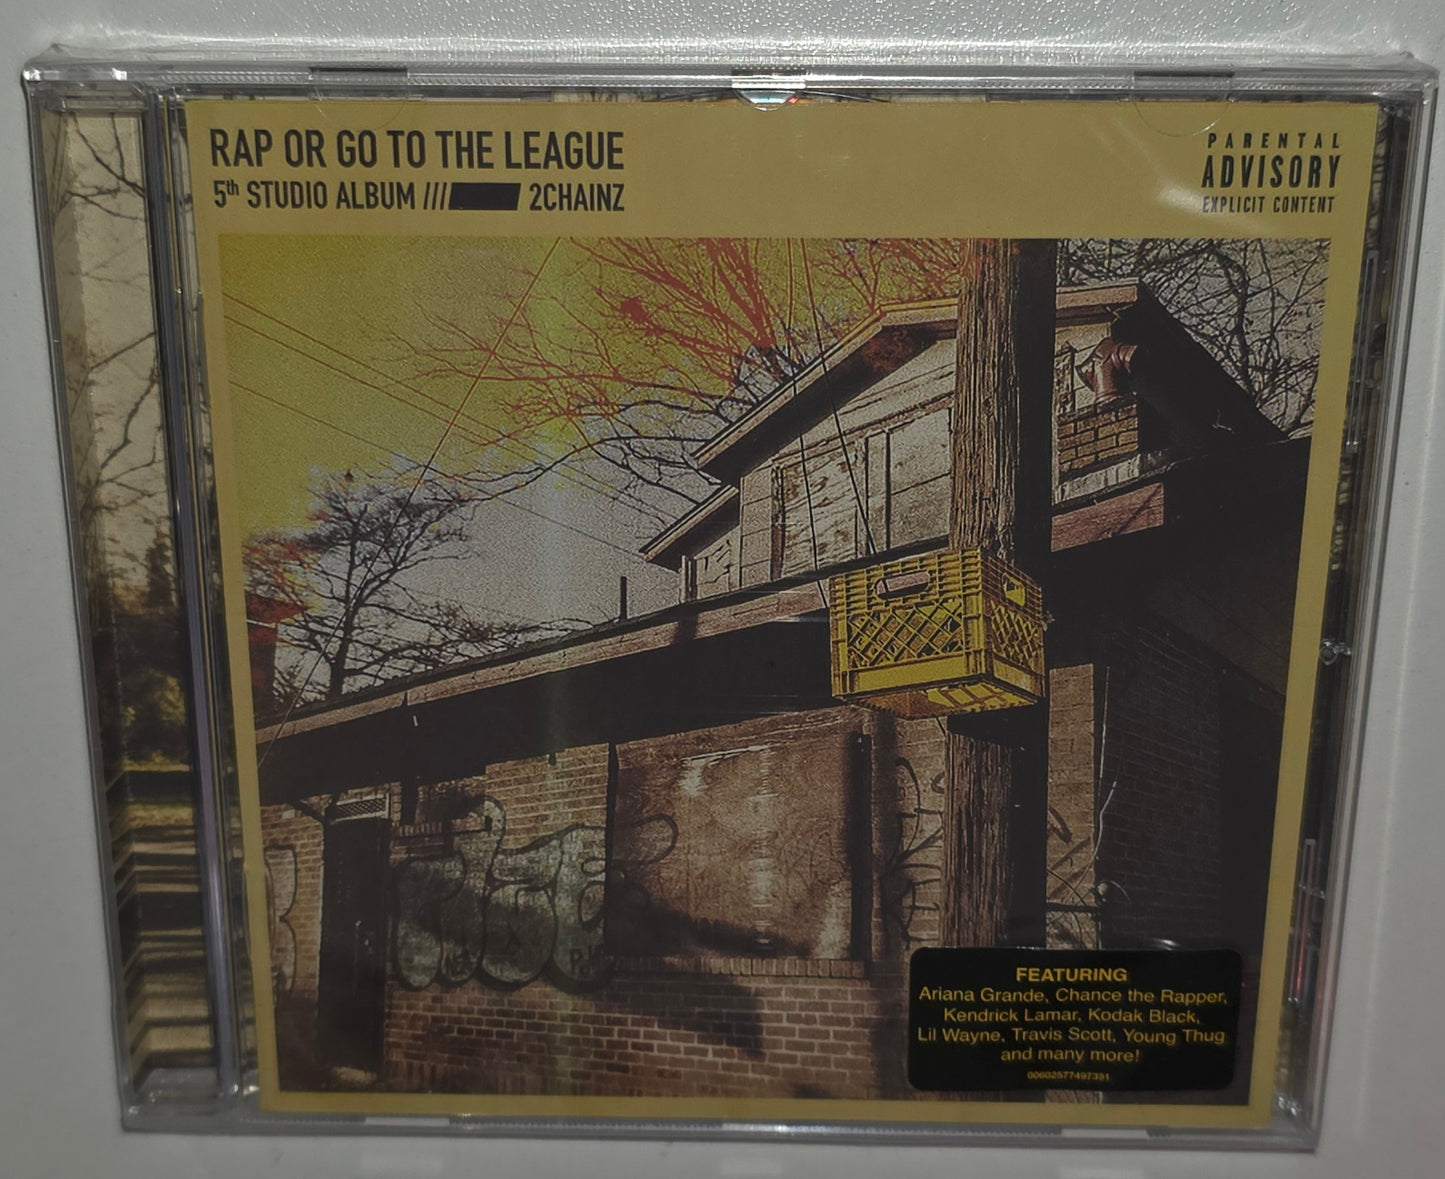 RAP OR GO TO THE LEAGUE
5th STUDIO ALBUM /// 2CHAINZ
PARENTAL
ADVISORY
EXPLICIT CONTENT
FEATURING
Ariana Grande, Chance the Rapper,
Kendrick Lamar, Kodak Black,
Lil Wayne, Travis Scott, Young Thug
and many more!
00602577497391